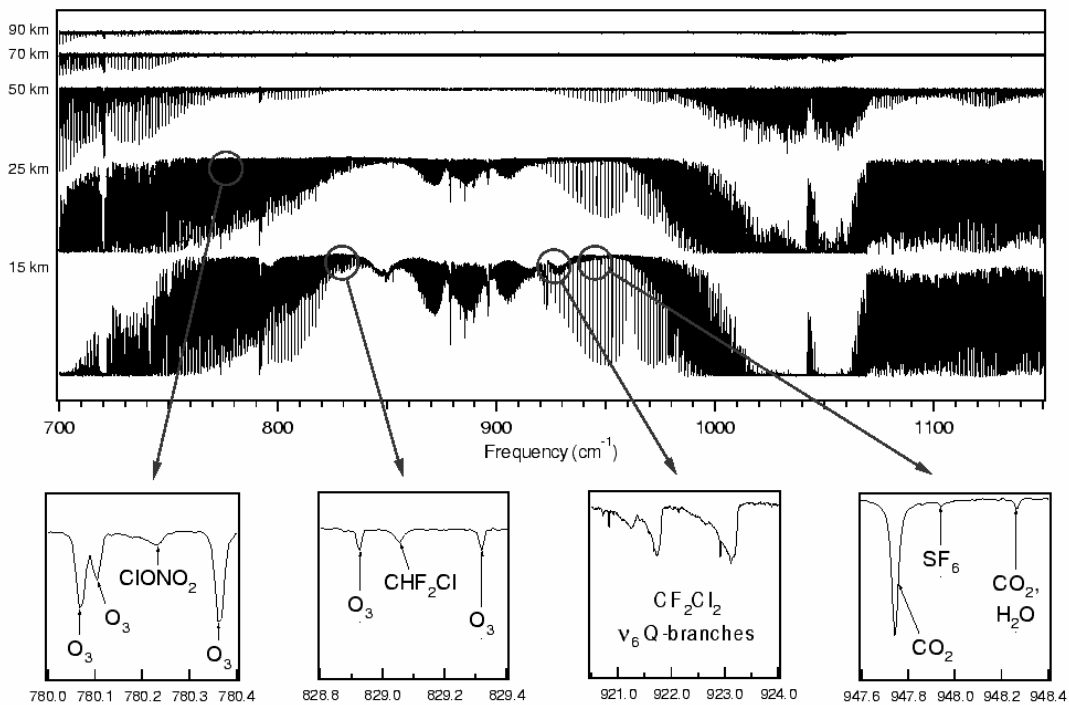 90 km
70 km
50 km
25 km
15 km
700 800 900 1000 1100
Frequency (cm⁻¹)
ClONO₂
O₃
O₃
O₃
780.0 780.1 780.2 780.3 780.4
CHF₂Cl
O₃
O₃
828.8 829.0 829.2 829.4
CF₂Cl₂
ν₆ Q-branches
921.0 922.0 923.0 924.0
SF₆
CO₂,
H₂O
CO₂
947.6 947.8 948.0 948.2 948.4